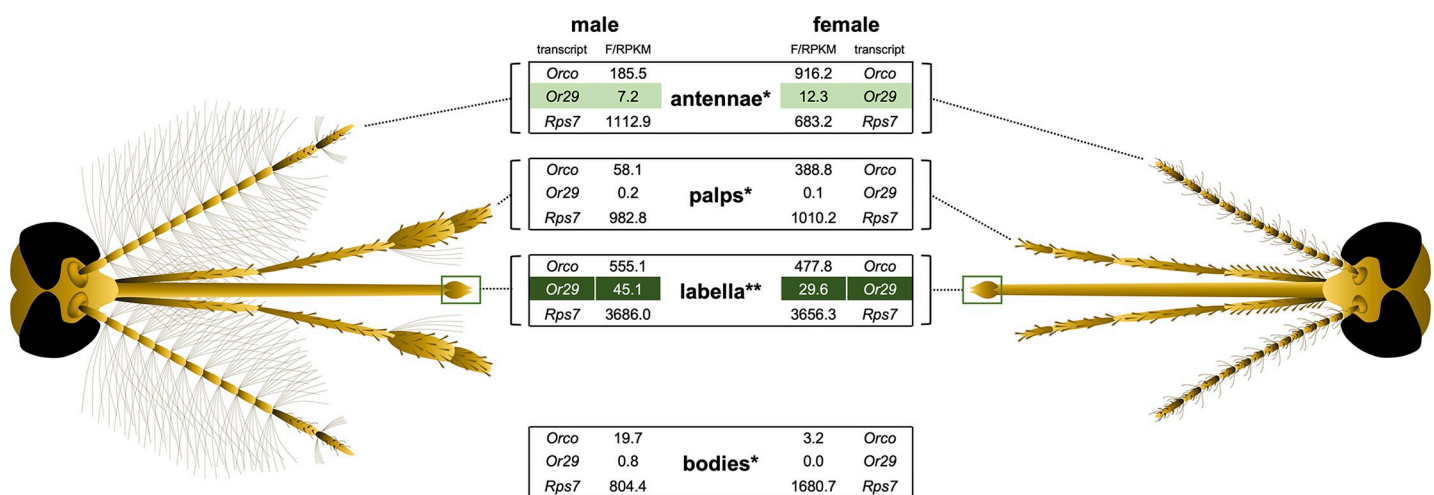 male female
transcript F/RPKM F/RPKM transcript
Orco 185.5 916.2 Orco
Or29 7.2 antennae* 12.3 Or29
Rps7 1112.9 683.2 Rps7
Orco 58.1 388.8 Orco
Or29 0.2 palps* 0.1 Or29
Rps7 982.8 1010.2 Rps7
Orco 555.1 477.8 Orco
Or29 45.1 labella** 29.6 Or29
Rps7 3686.0 3656.3 Rps7
Orco 19.7 3.2 Orco
Or29 0.8 bodies* 0.0 Or29
Rps7 804.4 1680.7 Rps7